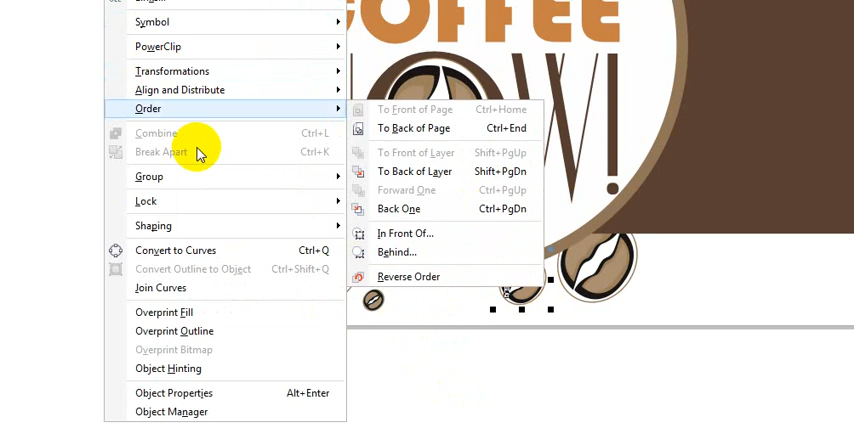 Symbol
PowerClip
Transformations
Align and Distribute
Order
Combine Ctrl+L
Break Apart Ctrl+K
Group
Lock
Shaping
Convert to Curves Ctrl+Q
Convert Outline to Object Ctrl+Shift+Q
Join Curves
Overprint Fill
Overprint Outline
Overprint Bitmap
Object Hinting
Object Properties Alt+Enter
Object Manager
To Front of Page Ctrl+Home
To Back of Page Ctrl+End
To Front of Layer Shift+PgUp
To Back of Layer Shift+PgDn
Forward One Ctrl+PgUp
Back One Ctrl+PgDn
In Front Of...
Behind...
Reverse Order
COFFEE
OW!